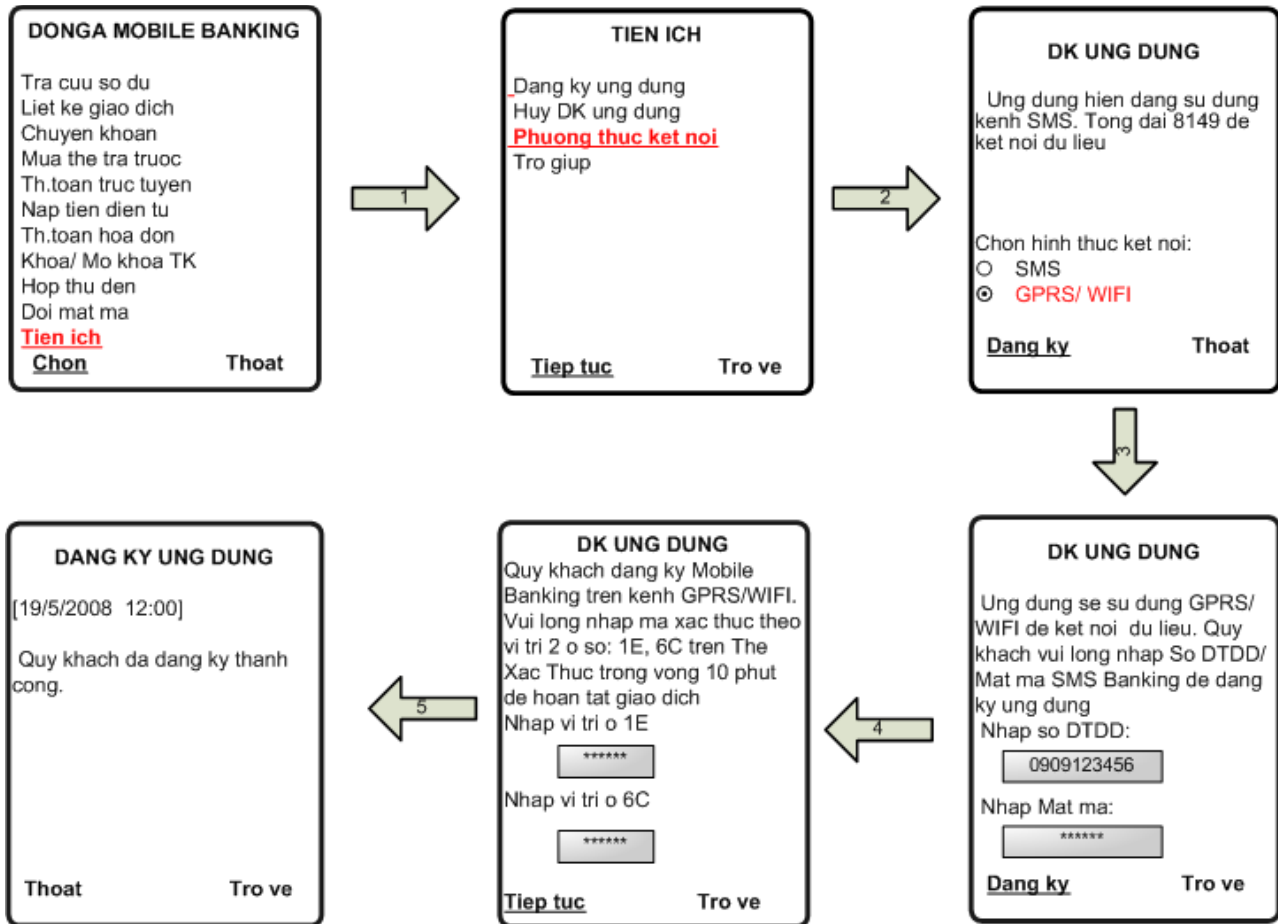 DONGA MOBILE BANKING
Tra cuu so du
Liet ke giao dich
Chuyen khoan
Mua the tra truoc
Th.toan truc tuyen
Nap tien dien tu
Th.toan hoa don
Khoa/ Mo khoa TK
Hop thu den
Doi mat ma
Tien ich
Chon Thoat
1
TIEN ICH
Dang ky ung dung
Huy DK ung dung
Phuong thuc ket noi
Tro giup
Tiep tuc Tro ve
2
DK UNG DUNG
Ung dung hien dang su dung
kenh SMS. Tong dai 8149 de
ket noi du lieu
Chon hinh thuc ket noi:
SMS
GPRS/ WIFI
Dang ky Thoat
3
DK UNG DUNG
Ung dung se su dung GPRS/
WIFI de ket noi du lieu. Quy
khach vui long nhap So DTDD/
Mat ma SMS Banking de dang
ky ung dung
Nhap so DTDD:
0909123456
Nhap Mat ma:
******
Dang ky Tro ve
4
DK UNG DUNG
Quy khach dang ky Mobile
Banking tren kenh GPRS/WIFI.
Vui long nhap ma xac thuc theo
vi tri 2 o so: 1E, 6C tren The
Xac Thuc trong vong 10 phut
de hoan tat giao dich
Nhap vi tri o 1E
******
Nhap vi tri o 6C
******
Tiep tuc Tro ve
5
DANG KY UNG DUNG
[19/5/2008 12:00]
Quy khach da dang ky thanh
cong.
Thoat Tro ve